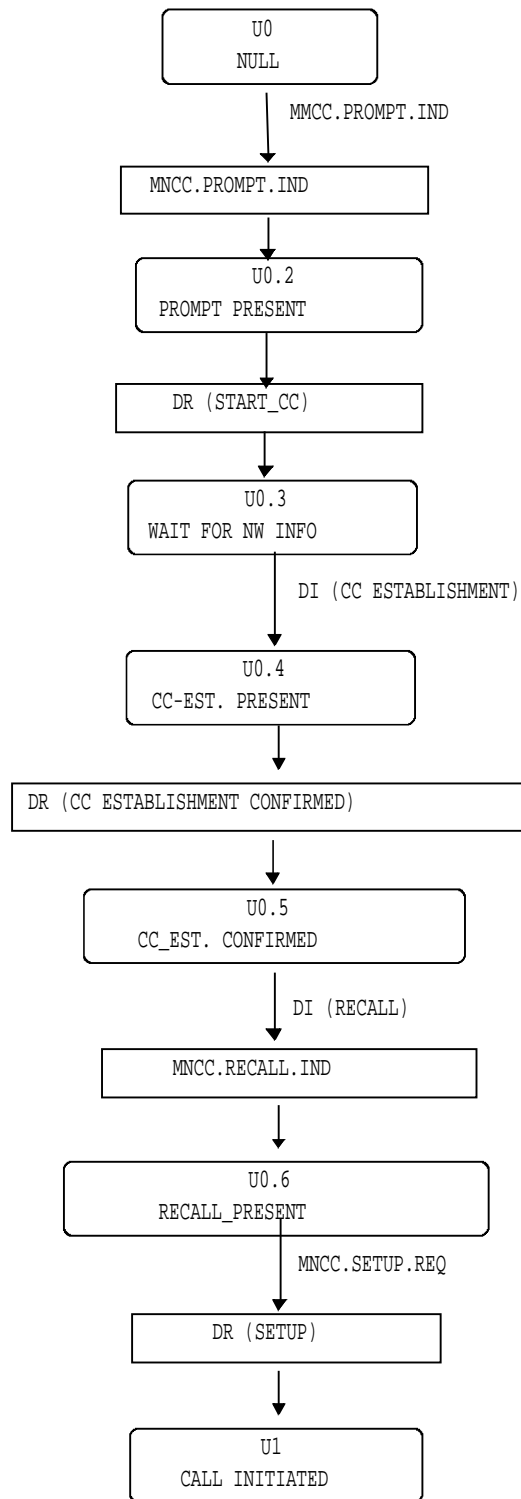 U0
NULL
MMCC.PROMPT.IND
MNCC.PROMPT.IND
U0.2
PROMPT PRESENT
DR (START_CC)
U0.3
WAIT FOR NW INFO
DI (CC ESTABLISHMENT)
U0.4
CC-EST. PRESENT
DR (CC ESTABLISHMENT CONFIRMED)
U0.5
CC_EST. CONFIRMED
DI (RECALL)
MNCC.RECALL.IND
U0.6
RECALL_PRESENT
MNCC.SETUP.REQ
DR (SETUP)
U1
CALL INITIATED